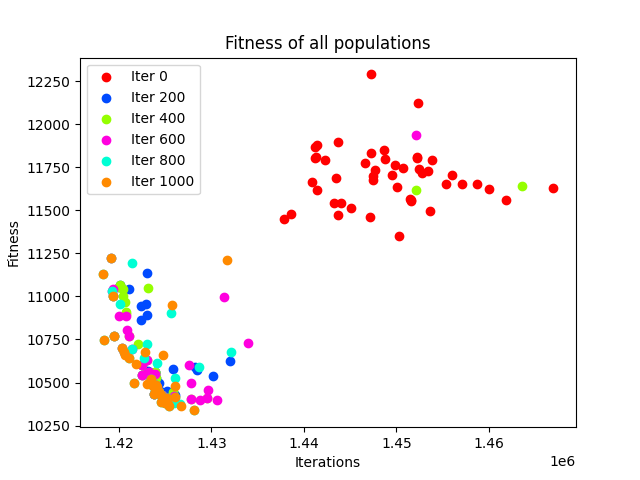 Fitness of all populations
Fitness
12250
12000
11750
11500
11250
11000
10750
10500
10250
Iter 0
Iter 200
Iter 400
Iter 600
Iter 800
Iter 1000
1.42 1.43 1.44 1.45 1.46
1e6
Iterations